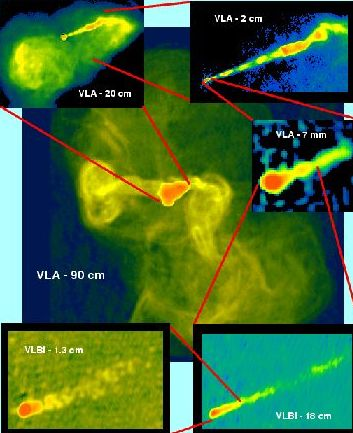 VLA - 2 cm
VLA - 20 cm
VLA - 7 mm
VLA - 90 cm
VLBI - 1.3 cm
VLBI - 18 cm